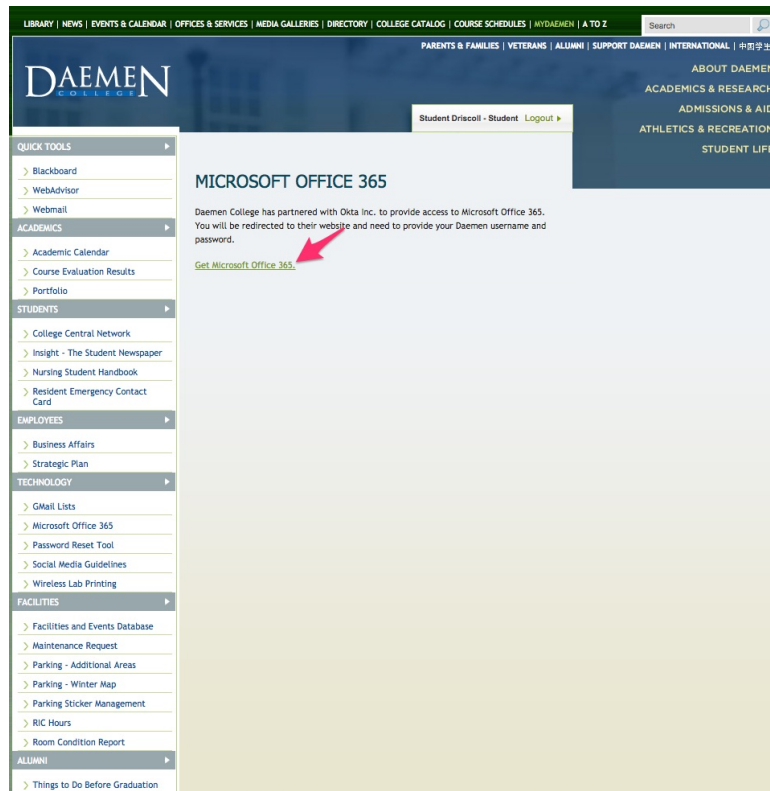 LIBRARY | NEWS | EVENTS & CALENDAR | OFFICES & SERVICES | MEDIA GALLERIES | DIRECTORY | COLLEGE CATALOG | COURSE SCHEDULES | MYDAEMEN | A TO Z
Search
PARENTS & FAMILIES | VETERANS | ALUMNI | SUPPORT DAEMEN | INTERNATIONAL | 中国学生
DAEMEN
COLLEGE
ABOUT DAEMEN
ACADEMICS & RESEARCH
ADMISSIONS & AID
ATHLETICS & RECREATION
STUDENT LIFE
Student Driscoll - Student Logout
QUICK TOOLS
Blackboard
WebAdvisor
Webmail
ACADEMICS
Academic Calendar
Course Evaluation Results
Portfolio
STUDENTS
College Central Network
Insight - The Student Newspaper
Nursing Student Handbook
Resident Emergency Contact
Card
EMPLOYEES
Business Affairs
Strategic Plan
TECHNOLOGY
GMail Lists
Microsoft Office 365
Password Reset Tool
Social Media Guidelines
Wireless Lab Printing
FACILITIES
Facilities and Events Database
Maintenance Request
Parking - Additional Areas
Parking - Winter Map
Parking Sticker Management
RIC Hours
Room Condition Report
ALUMNI
Things to Do Before Graduation
MICROSOFT OFFICE 365
Daemen College has partnered with Okta Inc. to provide access to Microsoft Office 365.
You will be redirected to their website and need to provide your Daemen username and
password.
Get Microsoft Office 365.